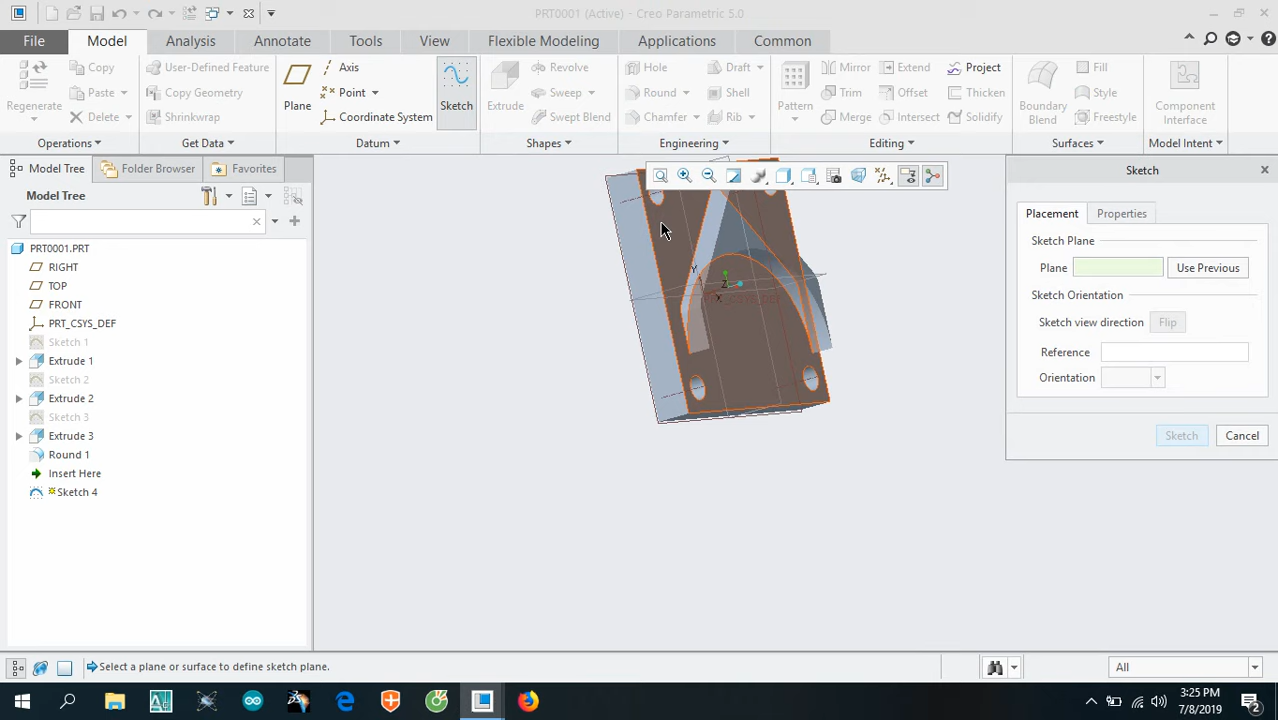 PRT0001 (Active) - Creo Parametric 5.0
File
Model
Analysis
Annotate
Tools
View
Flexible Modeling
Applications
Common
Regenerate
Copy
Paste
Delete
Operations
User-Defined Feature
Copy Geometry
Shrinkwrap
Get Data
Plane
Axis
Point
Coordinate System
Datum
Sketch
Extrude
Revolve
Sweep
Swept Blend
Shapes
Hole
Round
Chamfer
Draft
Shell
Rib
Engineering
Pattern
Mirror
Trim
Merge
Extend
Offset
Intersect
Project
Thicken
Solidify
Editing
Boundary
Blend
Fill
Style
Freestyle
Surfaces
Component
Interface
Model Intent
Model Tree
Folder Browser
Favorites
Model Tree
PRT0001.PRT
RIGHT
TOP
FRONT
PRT_CSYS_DEF
Sketch 1
Extrude 1
Sketch 2
Extrude 2
Sketch 3
Extrude 3
Round 1
Insert Here
Sketch 4
Y
Z
X
PRT_CSYS_DEF
Sketch
Placement
Properties
Sketch Plane
Plane
Use Previous
Sketch Orientation
Sketch view direction
Flip
Reference
Orientation
Sketch
Cancel
Select a plane or surface to define sketch plane.
All
3:25 PM
7/8/2019
2